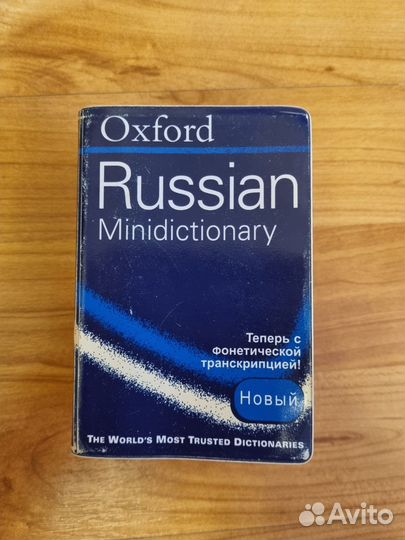 Oxford
Russian
Minidictionary
Теперь с
фонетической
транскрипцией!
Новый
THE WORLD'S MOST TRUSTED DICTIONARIES
Avito